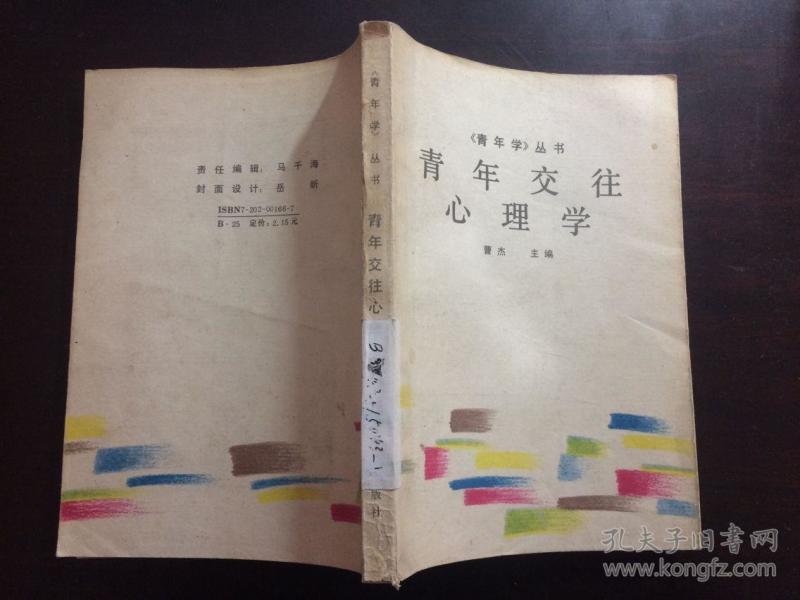 责任编辑：马千海
封面设计：岳昕
ISBN7-202-00166-7
B·25 定价：2.15元
《青年学》丛书
青年交往心
版社
《青年学》丛书
青年交往
心理学
曹杰 主编
孔夫子旧书网
www.kongfz.com